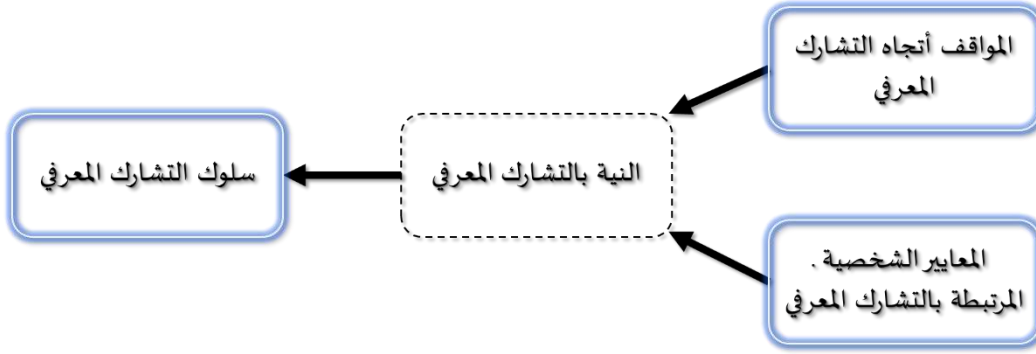 المواقف أتجاه التشارك
المعرفي
النية بالتشارك المعرفي
سلوك التشارك المعرفي
المعايير الشخصية .
المرتبطة بالتشارك المعرفي